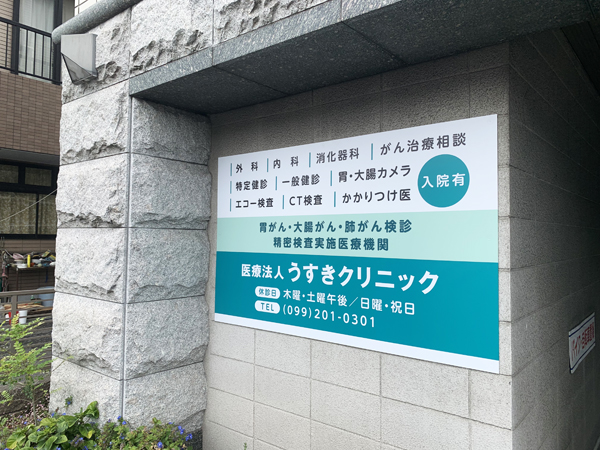 外科 内科 消化器科 がん治療相談
特定健診 一般健診 胃・大腸カメラ
エコー検査 CT検査 かかりつけ医
入院有
胃がん・大腸がん・肺がん検診
精密検査実施医療機関
医療法人 うすきクリニック
休診日 木曜・土曜午後／日曜・祝日
TEL (099)201-0301